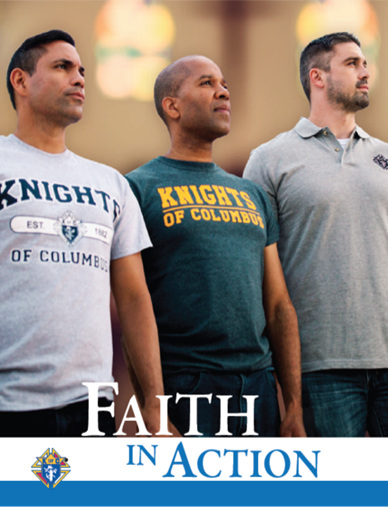 KNIGHTS
EST. 1882
OF COLUMBUS
KNIGHTS
OF COLUMBUS
FAITH
IN ACTION